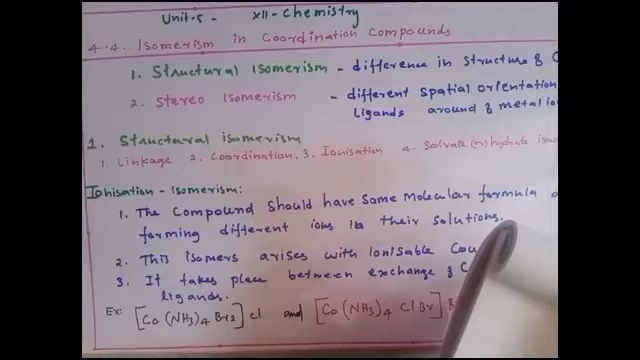 Unit-5 - XII - Chemistry
4.4. Isomerism in Coordination Compounds
1. Structural Isomerism - difference in structure of
2. Stereo Isomerism - different spatial orientation
Ligands around of metal ion
1. Structural isomerism
1. Linkage 2. Coordination. 3. Ionisation 4. Solvate (or) hydrate
Ionisation - Isomerism:
1. The Compound should have Same Molecular formula
forming different ions in their solutions.
2. This isomers arises with Ionisable
3. It takes place between exchange of
ligands.
Ex: [Co(NH3)4 Br2]Cl and [Co(NH3)4 ClBr]